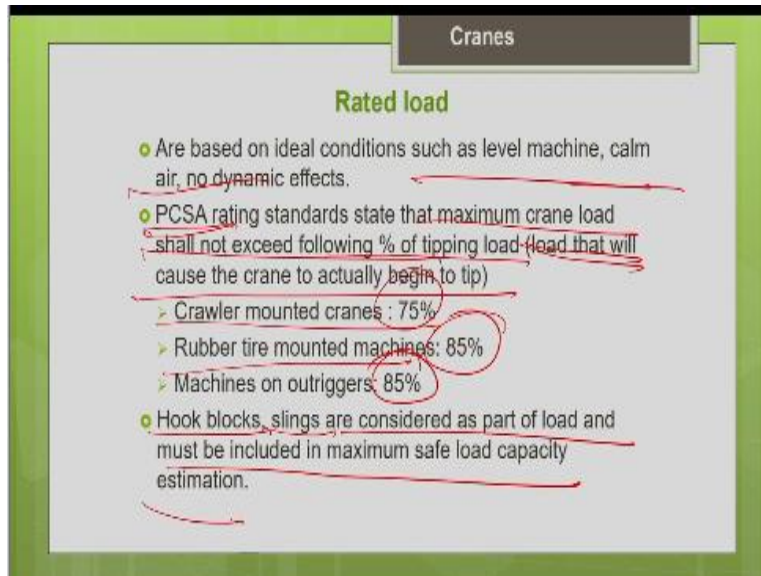 Cranes
Rated load
Are based on ideal conditions such as level machine, calm
air, no dynamic effects.
PCSA rating standards state that maximum crane load
shall not exceed following % of tipping load (load that will
cause the crane to actually begin to tip)
Crawler mounted cranes : 75%
Rubber tire mounted machines: 85%
Machines on outriggers: 85%
Hook blocks, slings are considered as part of load and
must be included in maximum safe load capacity
estimation.